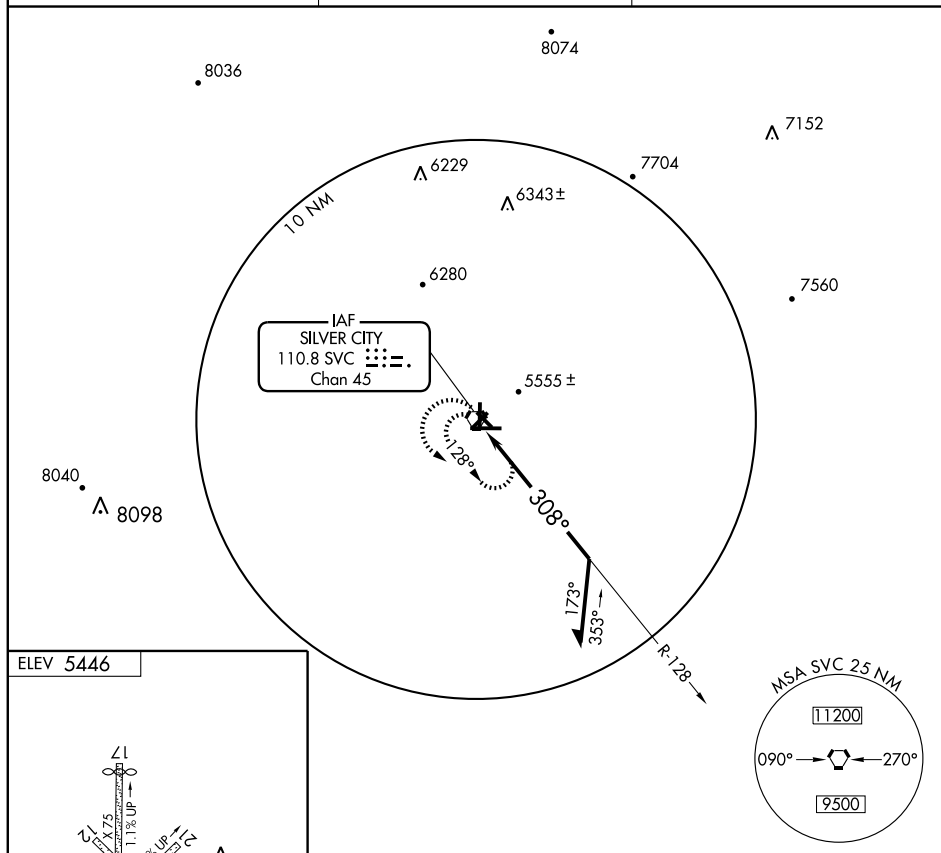 8074
8036
7152
6229
7704
6343±
10 NM
6280
7560
IAF
SILVER CITY
110.8 SVC
Chan 45
5555±
128°
8040
8098
308°
173°
353°
R-128
ELEV 5446
MSA SVC 25 NM
11200
090°
270°
9500
17
X 75
1.1% UP
12
% UP
21